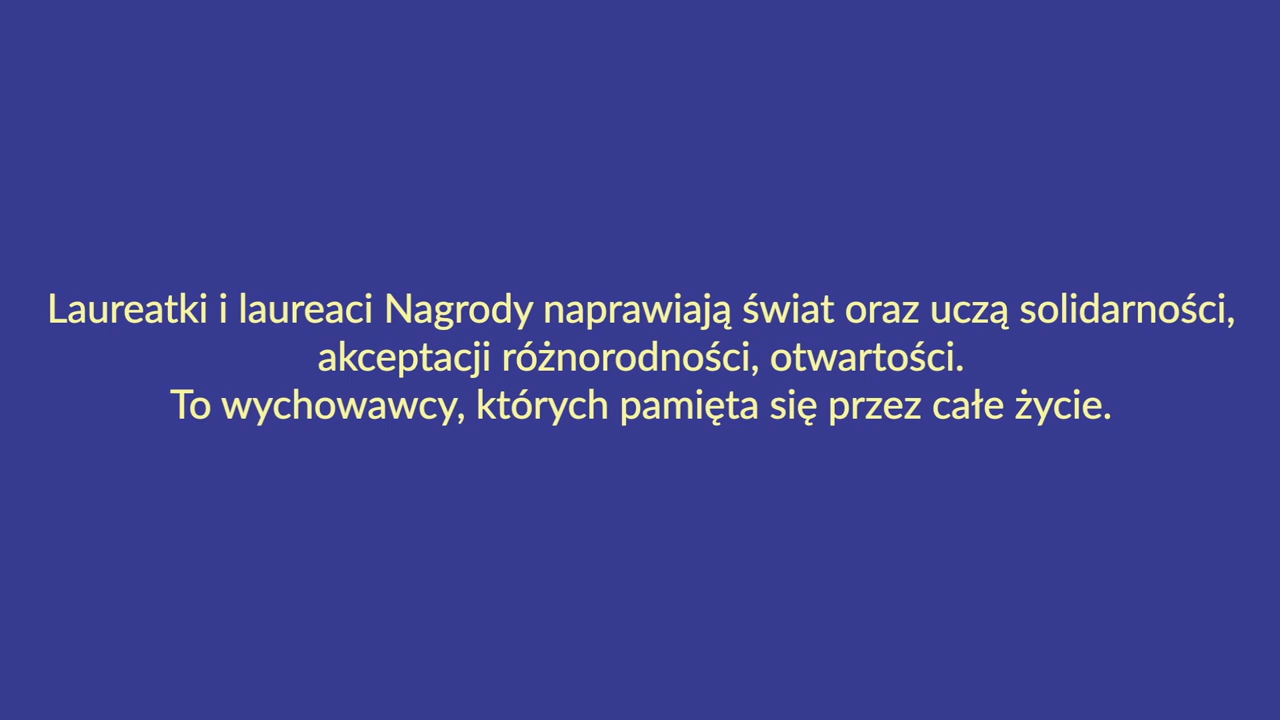 Laureatki i laureaci Nagrody naprawiają świat oraz uczą solidarności,
akceptacji różnorodności, otwartości.
To wychowawcy, których pamięta się przez całe życie.